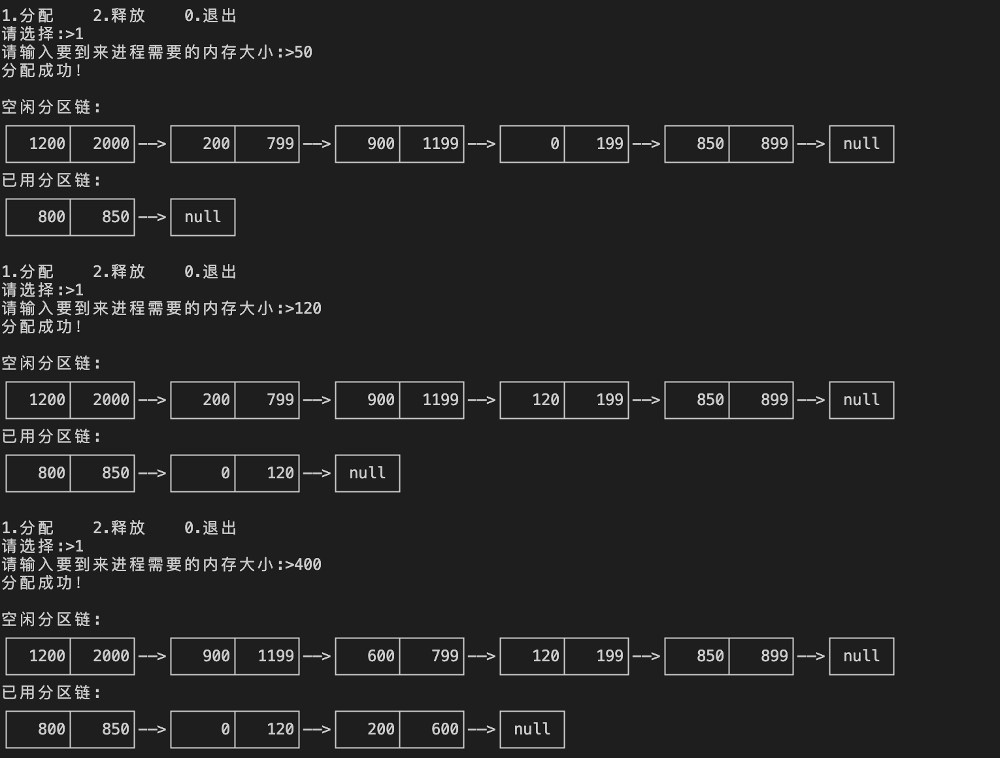 1.分配 2.释放 0.退出
请选择:>1
请输入要到来进程需要的内存大小:>50
分配成功!
空闲分区链:
1200 2000 ——> 200 799 ——> 900 1199 ——> 0 199 ——> 850 899 ——> null
已用分区链:
800 850 ——> null
1.分配 2.释放 0.退出
请选择:>1
请输入要到来进程需要的内存大小:>120
分配成功!
空闲分区链:
1200 2000 ——> 200 799 ——> 900 1199 ——> 120 199 ——> 850 899 ——> null
已用分区链:
800 850 ——> 0 120 ——> null
1.分配 2.释放 0.退出
请选择:>1
请输入要到来进程需要的内存大小:>400
分配成功!
空闲分区链:
1200 2000 ——> 900 1199 ——> 600 799 ——> 120 199 ——> 850 899 ——> null
已用分区链:
800 850 ——> 0 120 ——> 200 600 ——> null